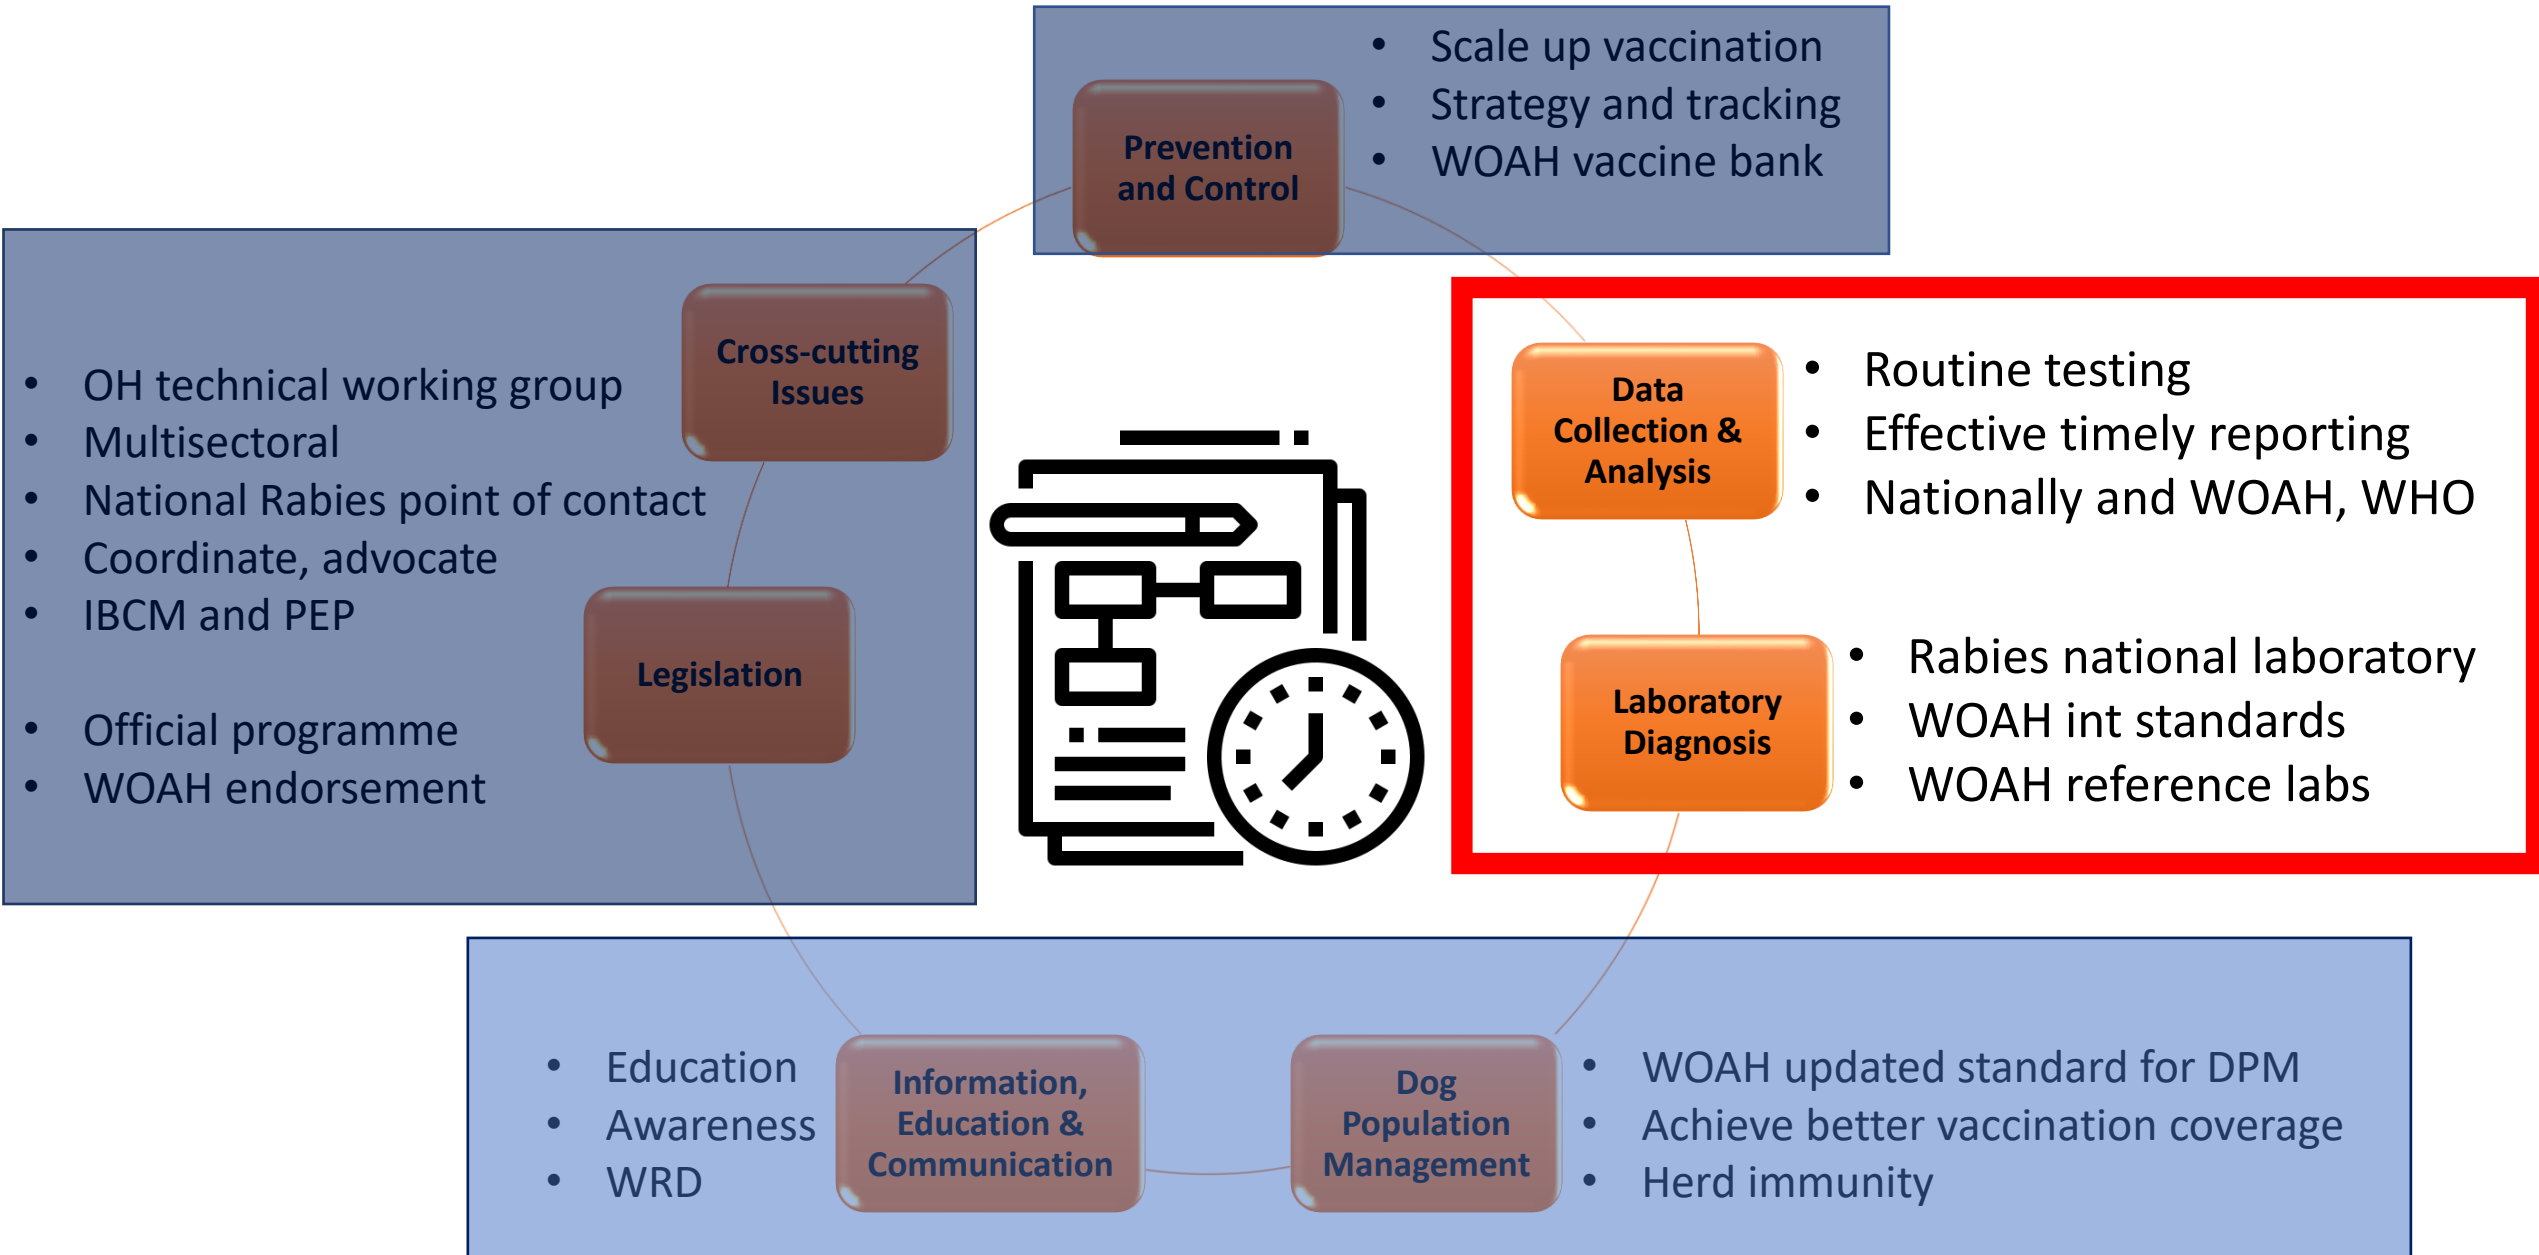 • Scale up vaccination
• Strategy and tracking
• WOAH vaccine bank
Prevention
and Control
Cross-cutting
Issues
• OH technical working group
• Multisectoral
• National Rabies point of contact
• Coordinate, advocate
• IBCM and PEP
Legislation
• Official programme
• WOAH endorsement
Data
Collection &
Analysis
• Routine testing
• Effective timely reporting
• Nationally and WOAH, WHO
Laboratory
Diagnosis
• Rabies national laboratory
• WOAH int standards
• WOAH reference labs
• Education
• Awareness
• WRD
Information,
Education &
Communication
Dog
Population
Management
• WOAH updated standard for DPM
• Achieve better vaccination coverage
• Herd immunity